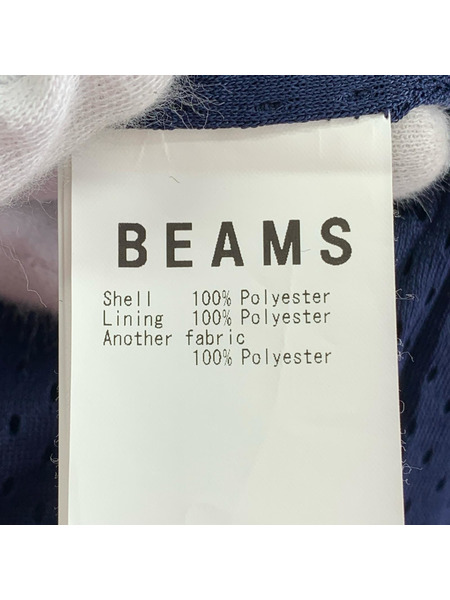 BEAMS
Shell 100% Polyester
Lining 100% Polyester
Another fabric
100% Polyester